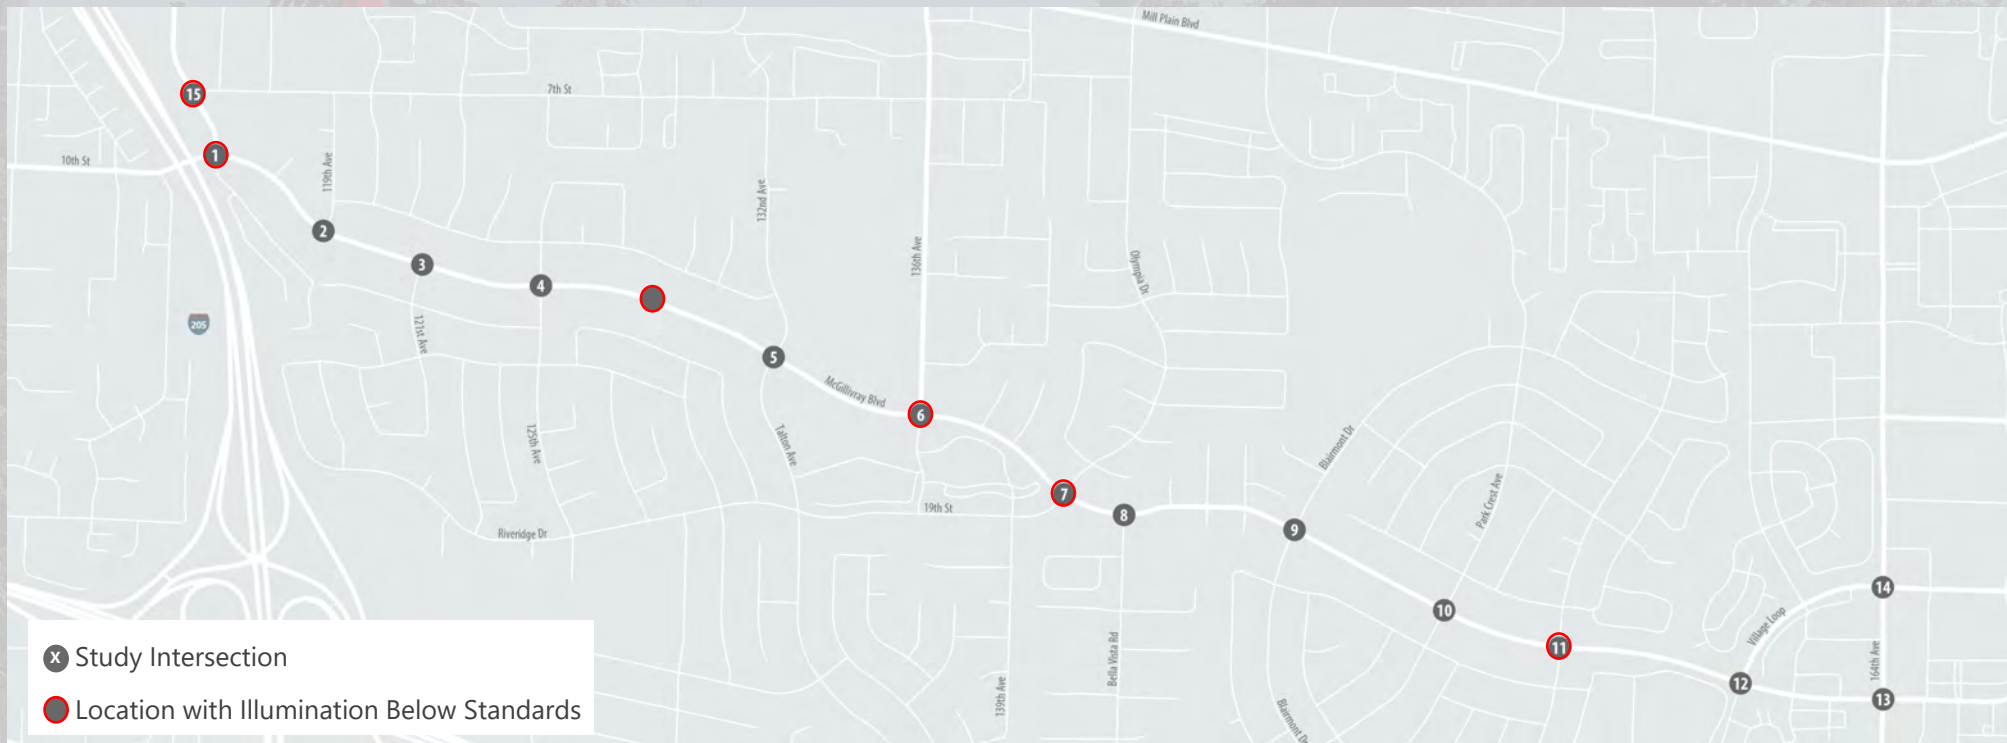 Mill Plain Blvd
15
7th St
1
10th St
119th Ave
132nd Ave
2
136th Ave
3
Olympia Dr
4
205
121st Ave
5
McGillivray Blvd
6
125th Ave
Talton Ave
Blairmont Dr
7
Park Crest Ave
19th St
8
Riveridge Dr
9
14
10
Village Loop
11
Bella Vista Rd
164th Ave
12
139th Ave
13
Blairmont Dr
X Study Intersection
Location with Illumination Below Standards